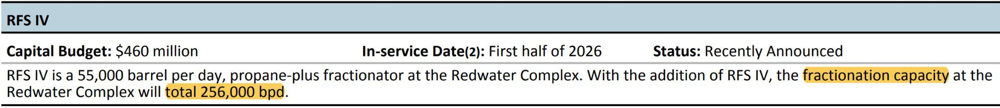 RFS IV
Capital Budget: $460 million In-service Date(2): First half of 2026 Status: Recently Announced
RFS IV is a 55,000 barrel per day, propane-plus fractionator at the Redwater Complex. With the addition of RFS IV, the fractionation capacity at the
Redwater Complex will total 256,000 bpd.